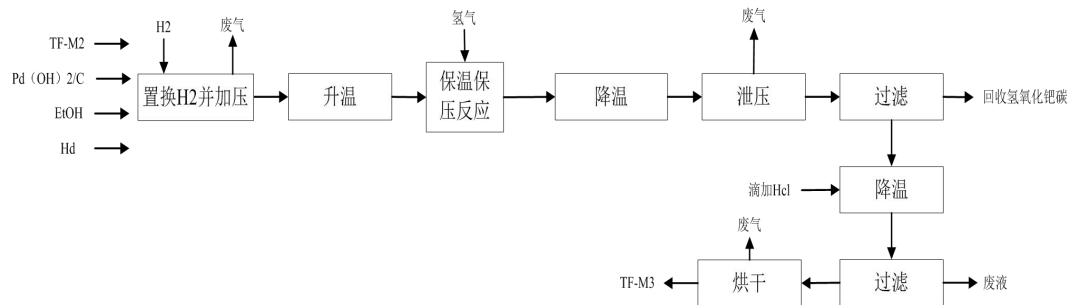 TF-M2
Pd（OH）2/C
EtOH
Hd
H2
废气
置换H2并加压
升温
氢气
保温保
压反应
降温
废气
泄压
过滤
回收氢氧化钯碳
滴加Hcl
降温
过滤
废液
废气
烘干
TF-M3